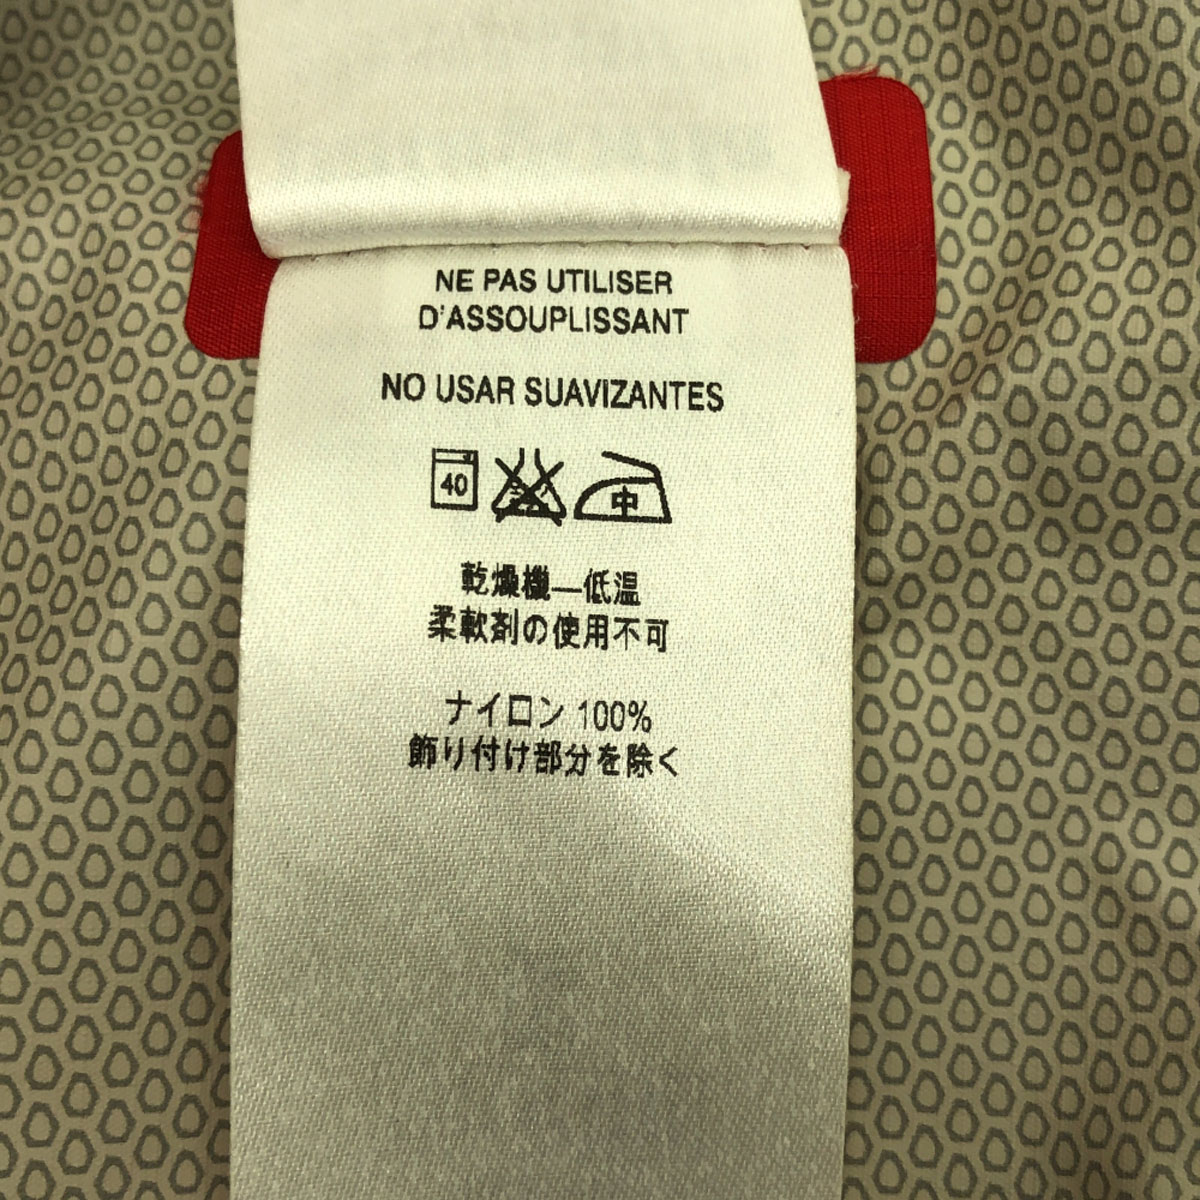 NE PAS UTILISER
D'ASSOUPLISSANT
NO USAR SUAVIZANTES
40 中
乾燥機—低温
柔軟剤の使用不可
ナイロン 100%
飾り付け部分を除く